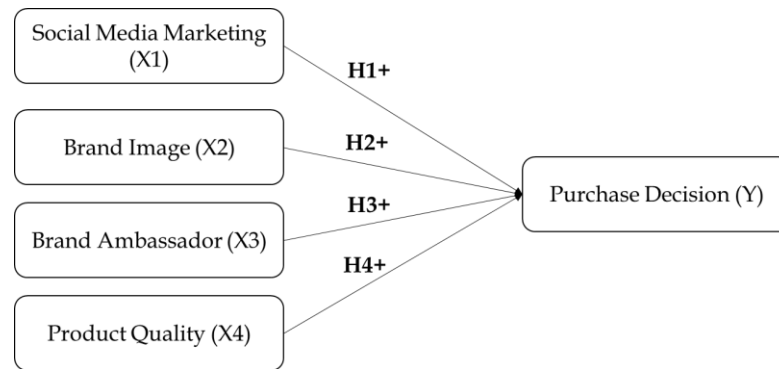 Social Media Marketing
(X1)
H1+
Brand Image (X2)
H2+
Purchase Decision (Y)
H3+
Brand Ambassador (X3)
H4+
Product Quality (X4)